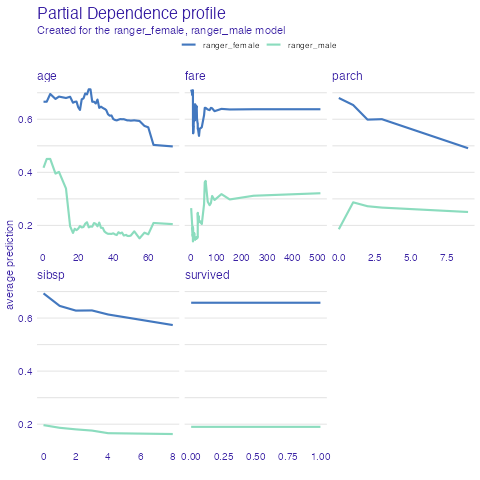 Partial Dependence profile
Created for the ranger_female, ranger_male model
ranger_female ranger_male
age fare parch
0.6
0.4
0.2
0 20 40 60 0 100 200 300 400 500 0.0 2.5 5.0 7.5
average prediction
sibsp survived
0.6
0.4
0.2
0 2 4 6 8 0.00 0.25 0.50 0.75 1.00